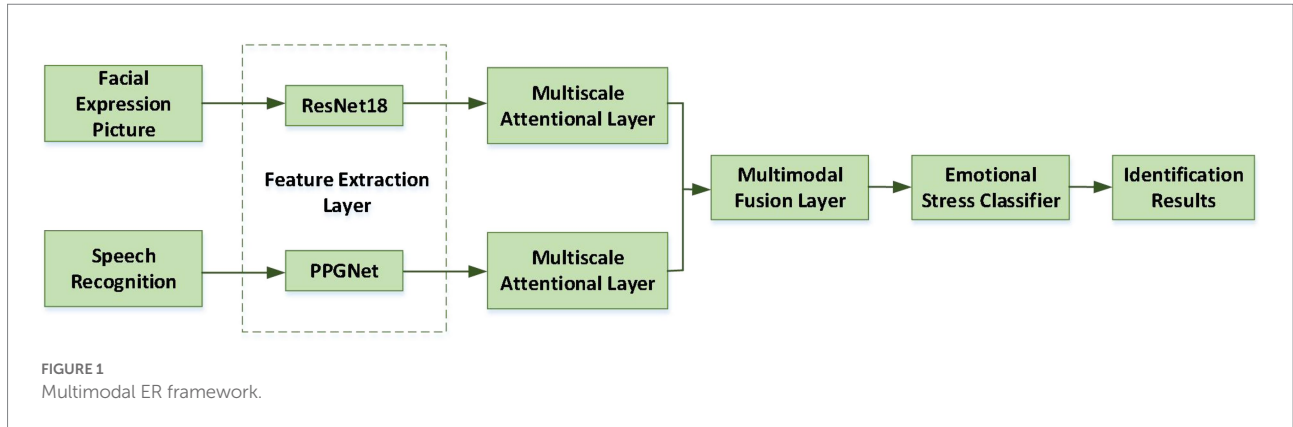 Facial
Expression
Picture
ResNet18
Multiscale
Attentional Layer
Feature Extraction
Layer
Speech
Recognition
PPGNet
Multiscale
Attentional Layer
Multimodal
Fusion Layer
Emotional
Stress Classifier
Identification
Results
FIGURE 1
Multimodal ER framework.